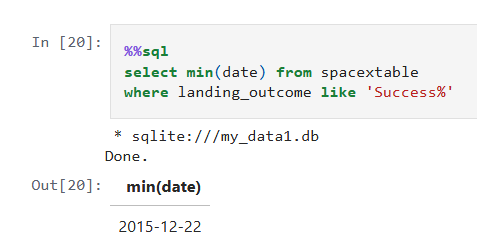 In [20]: %%sql
select min(date) from spacextable
where landing_outcome like 'Success%'
* sqlite:///my_data1.db
Done.
Out[20]: min(date)
2015-12-22